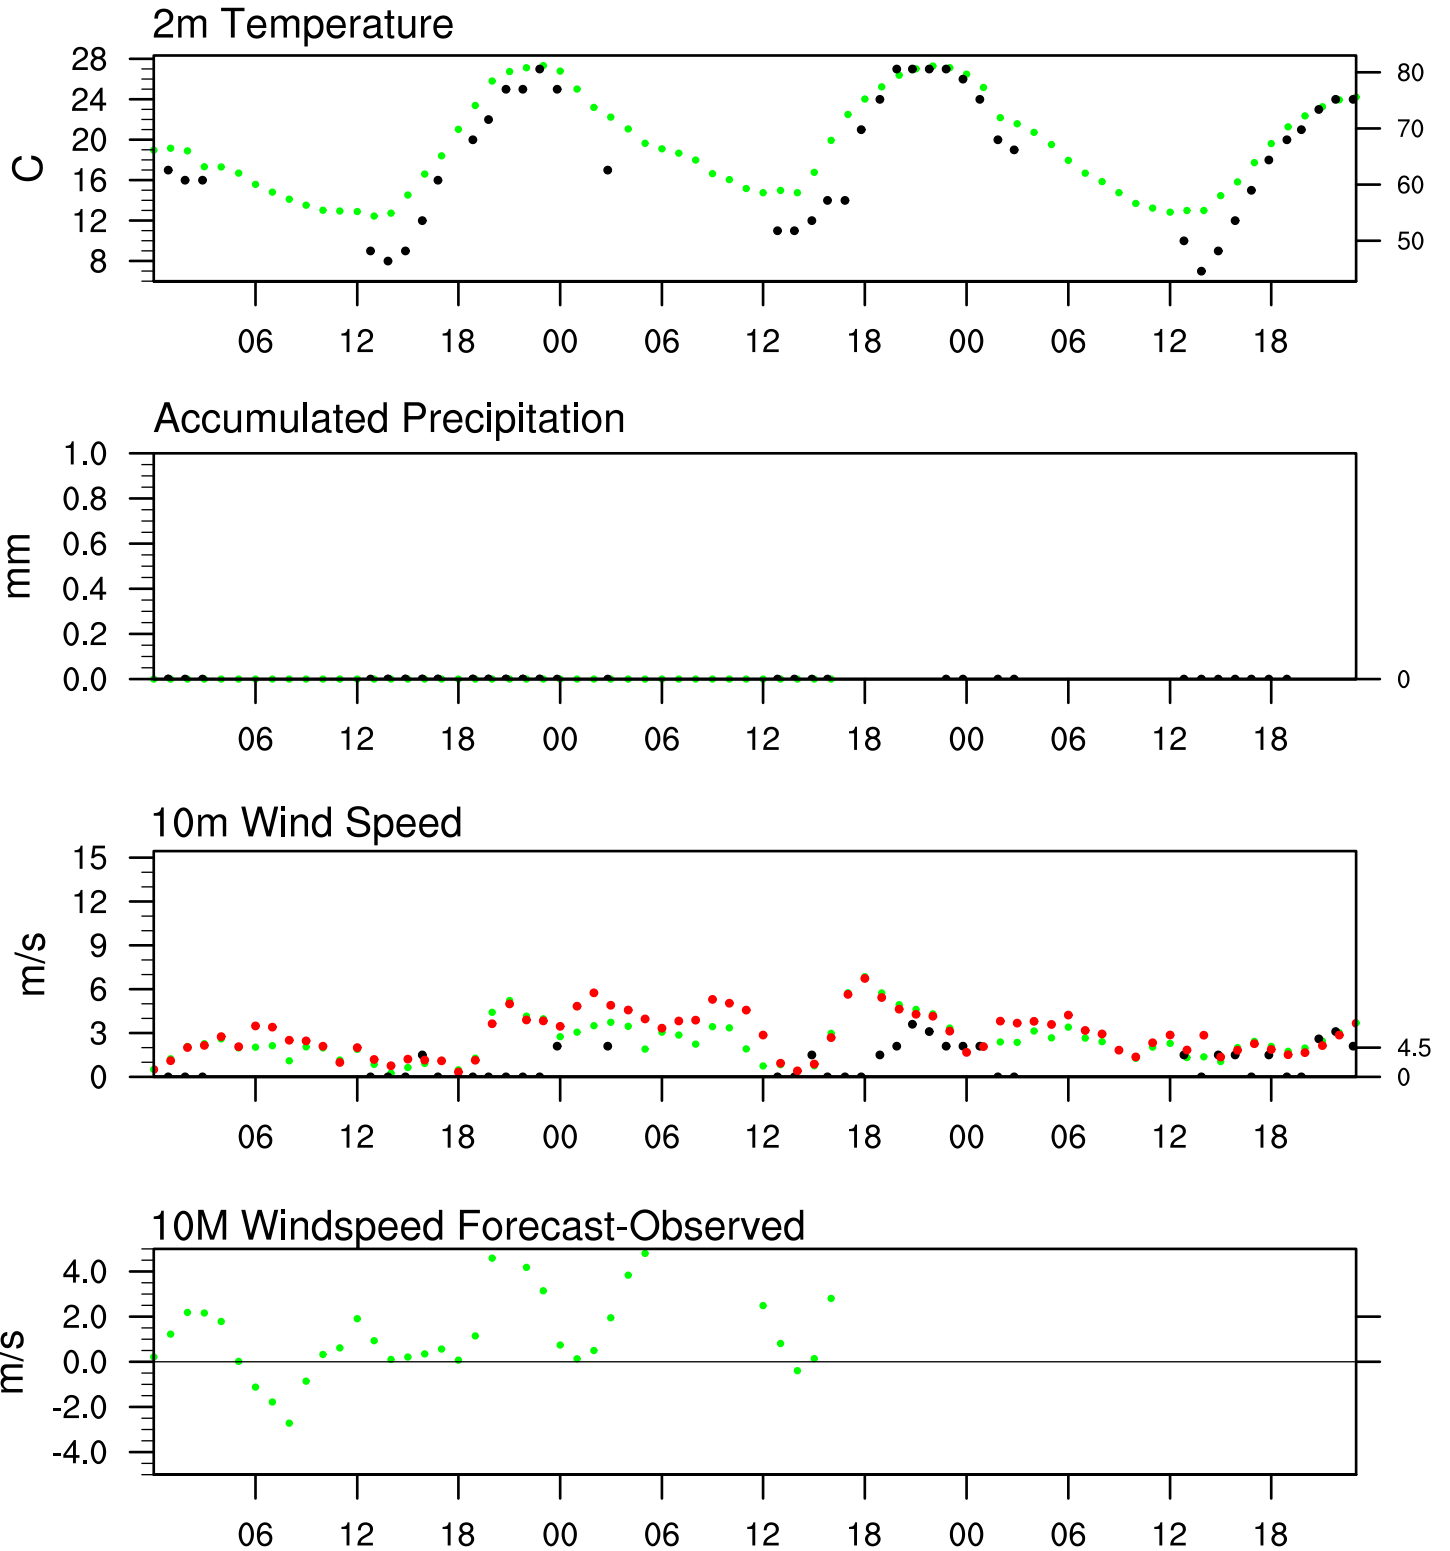 2m Temperature
28
24
20
16
12
8
C
80
70
60
50
06 12 18 00 06 12 18 00 06 12 18
Accumulated Precipitation
1.0
0.8
0.6
0.4
0.2
0.0
mm
0
06 12 18 00 06 12 18 00 06 12 18
10m Wind Speed
15
12
9
6
3
0
m/s
4.5
0
06 12 18 00 06 12 18 00 06 12 18
10M Windspeed Forecast-Observed
4.0
2.0
0.0
-2.0
-4.0
m/s
06 12 18 00 06 12 18 00 06 12 18